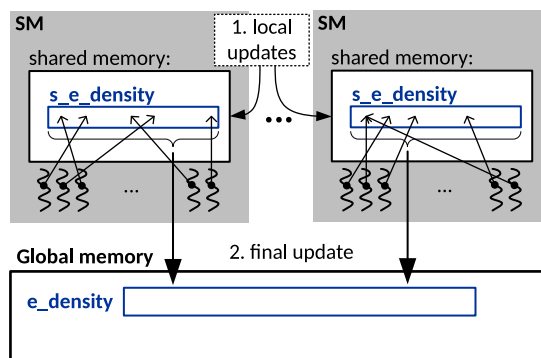 SM
1. local
updates
SM
shared memory:
shared memory:
s_e_density
s_e_density
...
...
...
2. final update
Global memory
e_density